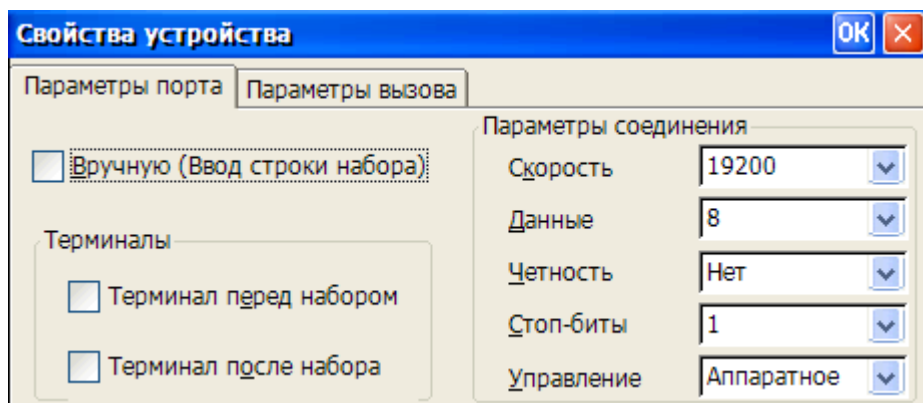 Свойства устройства OK
Параметры порта Параметры вызова
Вручную (Ввод строки набора)
Терминалы
Терминал перед набором
Терминал после набора
Параметры соединения
Скорость 19200
Данные 8
Четность Нет
Стоп-биты 1
Управление Аппаратное